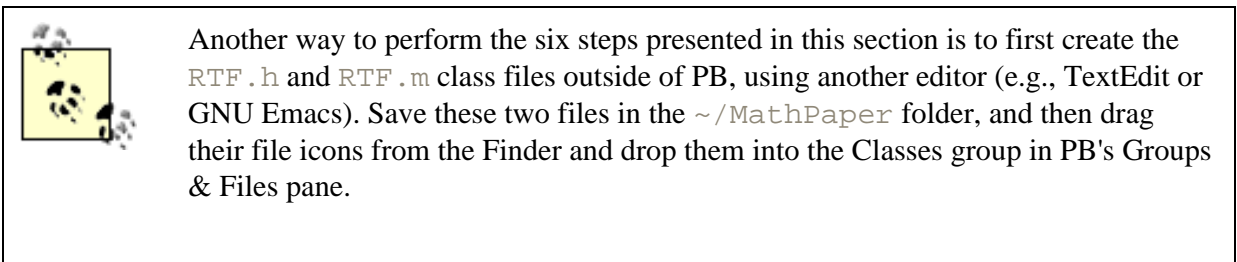 Another way to perform the six steps presented in this section is to first create the
RTF.h and RTF.m class files outside of PB, using another editor (e.g., TextEdit or
GNU Emacs). Save these two files in the ~/MathPaper folder, and then drag
their file icons from the Finder and drop them into the Classes group in PB's Groups
& Files pane.